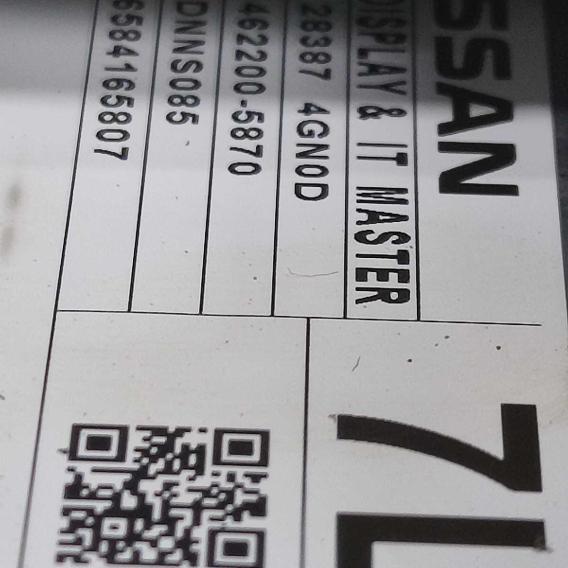 SSAN
DISPLAY & IT MASTER
28387 4GN0D
462200-5870
DNNS085
6584165807
7L